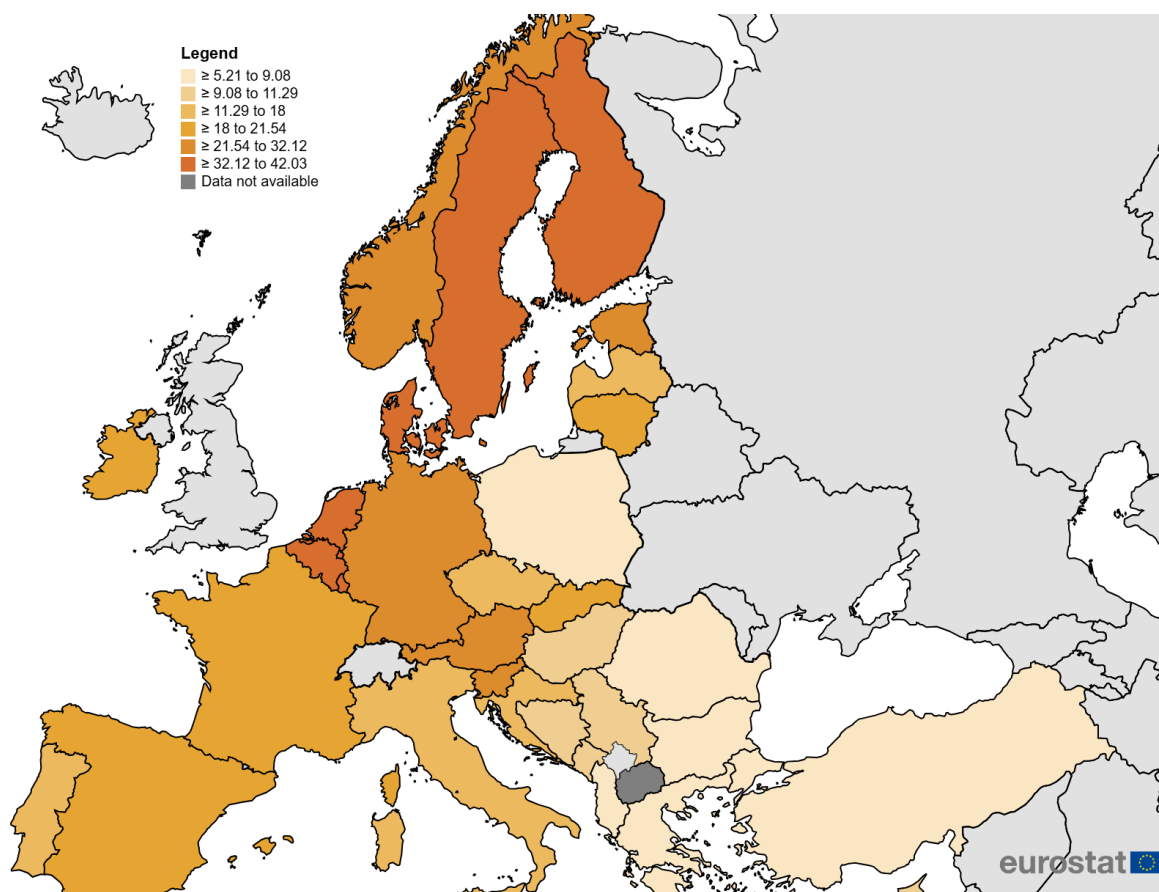 Legend
≥ 5.21 to 9.08
≥ 9.08 to 11.29
≥ 11.29 to 18
≥ 18 to 21.54
≥ 21.54 to 32.12
≥ 32.12 to 42.03
Data not available
eurostat